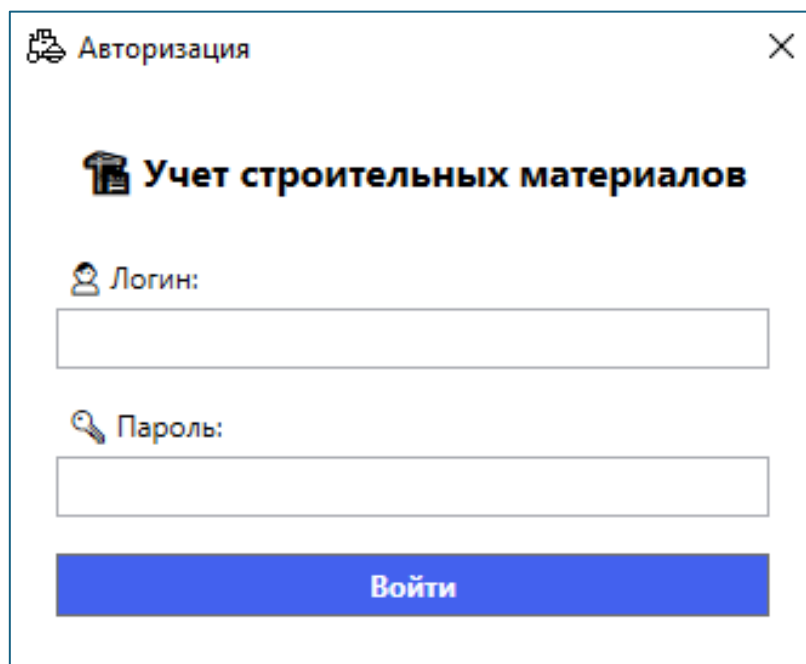 Авторизация
Учет строительных материалов
Логин:
Пароль:
Войти